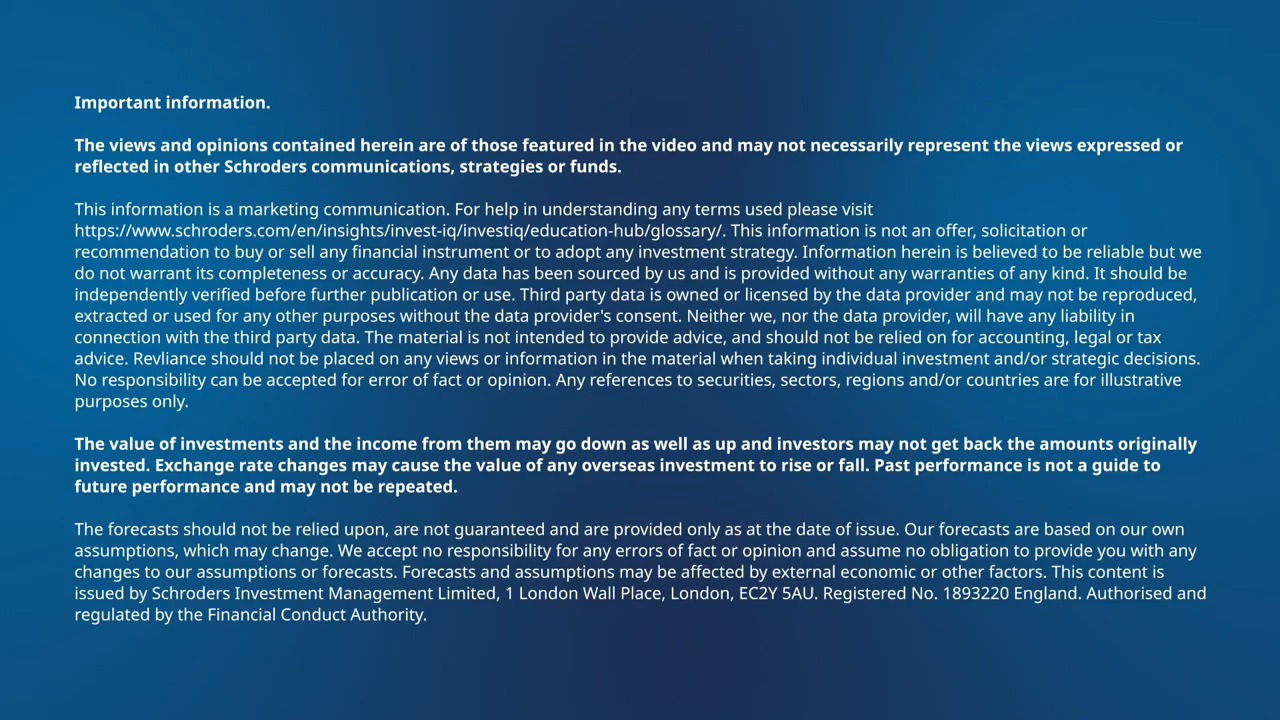 Important information.
The views and opinions contained herein are of those featured in the video and may not necessarily represent the views expressed or
reflected in other Schroders communications, strategies or funds.
This information is a marketing communication. For help in understanding any terms used please visit
https://www.schroders.com/en/insights/invest-iq/investiq/education-hub/glossary/. This information is not an offer, solicitation or
recommendation to buy or sell any financial instrument or to adopt any investment strategy. Information herein is believed to be reliable but we
do not warrant its completeness or accuracy. Any data has been sourced by us and is provided without any warranties of any kind. It should be
independently verified before further publication or use. Third party data is owned or licensed by the data provider and may not be reproduced,
extracted or used for any other purposes without the data provider's consent. Neither we, nor the data provider, will have any liability in
connection with the third party data. The material is not intended to provide advice, and should not be relied on for accounting, legal or tax
advice. Revliance should not be placed on any views or information in the material when taking individual investment and/or strategic decisions.
No responsibility can be accepted for error of fact or opinion. Any references to securities, sectors, regions and/or countries are for illustrative
purposes only.
The value of investments and the income from them may go down as well as up and investors may not get back the amounts originally
invested. Exchange rate changes may cause the value of any overseas investment to rise or fall. Past performance is not a guide to
future performance and may not be repeated.
The forecasts should not be relied upon, are not guaranteed and are provided only as at the date of issue. Our forecasts are based on our own
assumptions, which may change. We accept no responsibility for any errors of fact or opinion and assume no obligation to provide you with any
changes to our assumptions or forecasts. Forecasts and assumptions may be affected by external economic or other factors. This content is
issued by Schroders Investment Management Limited, 1 London Wall Place, London, EC2Y 5AU. Registered No. 1893220 England. Authorised and
regulated by the Financial Conduct Authority.